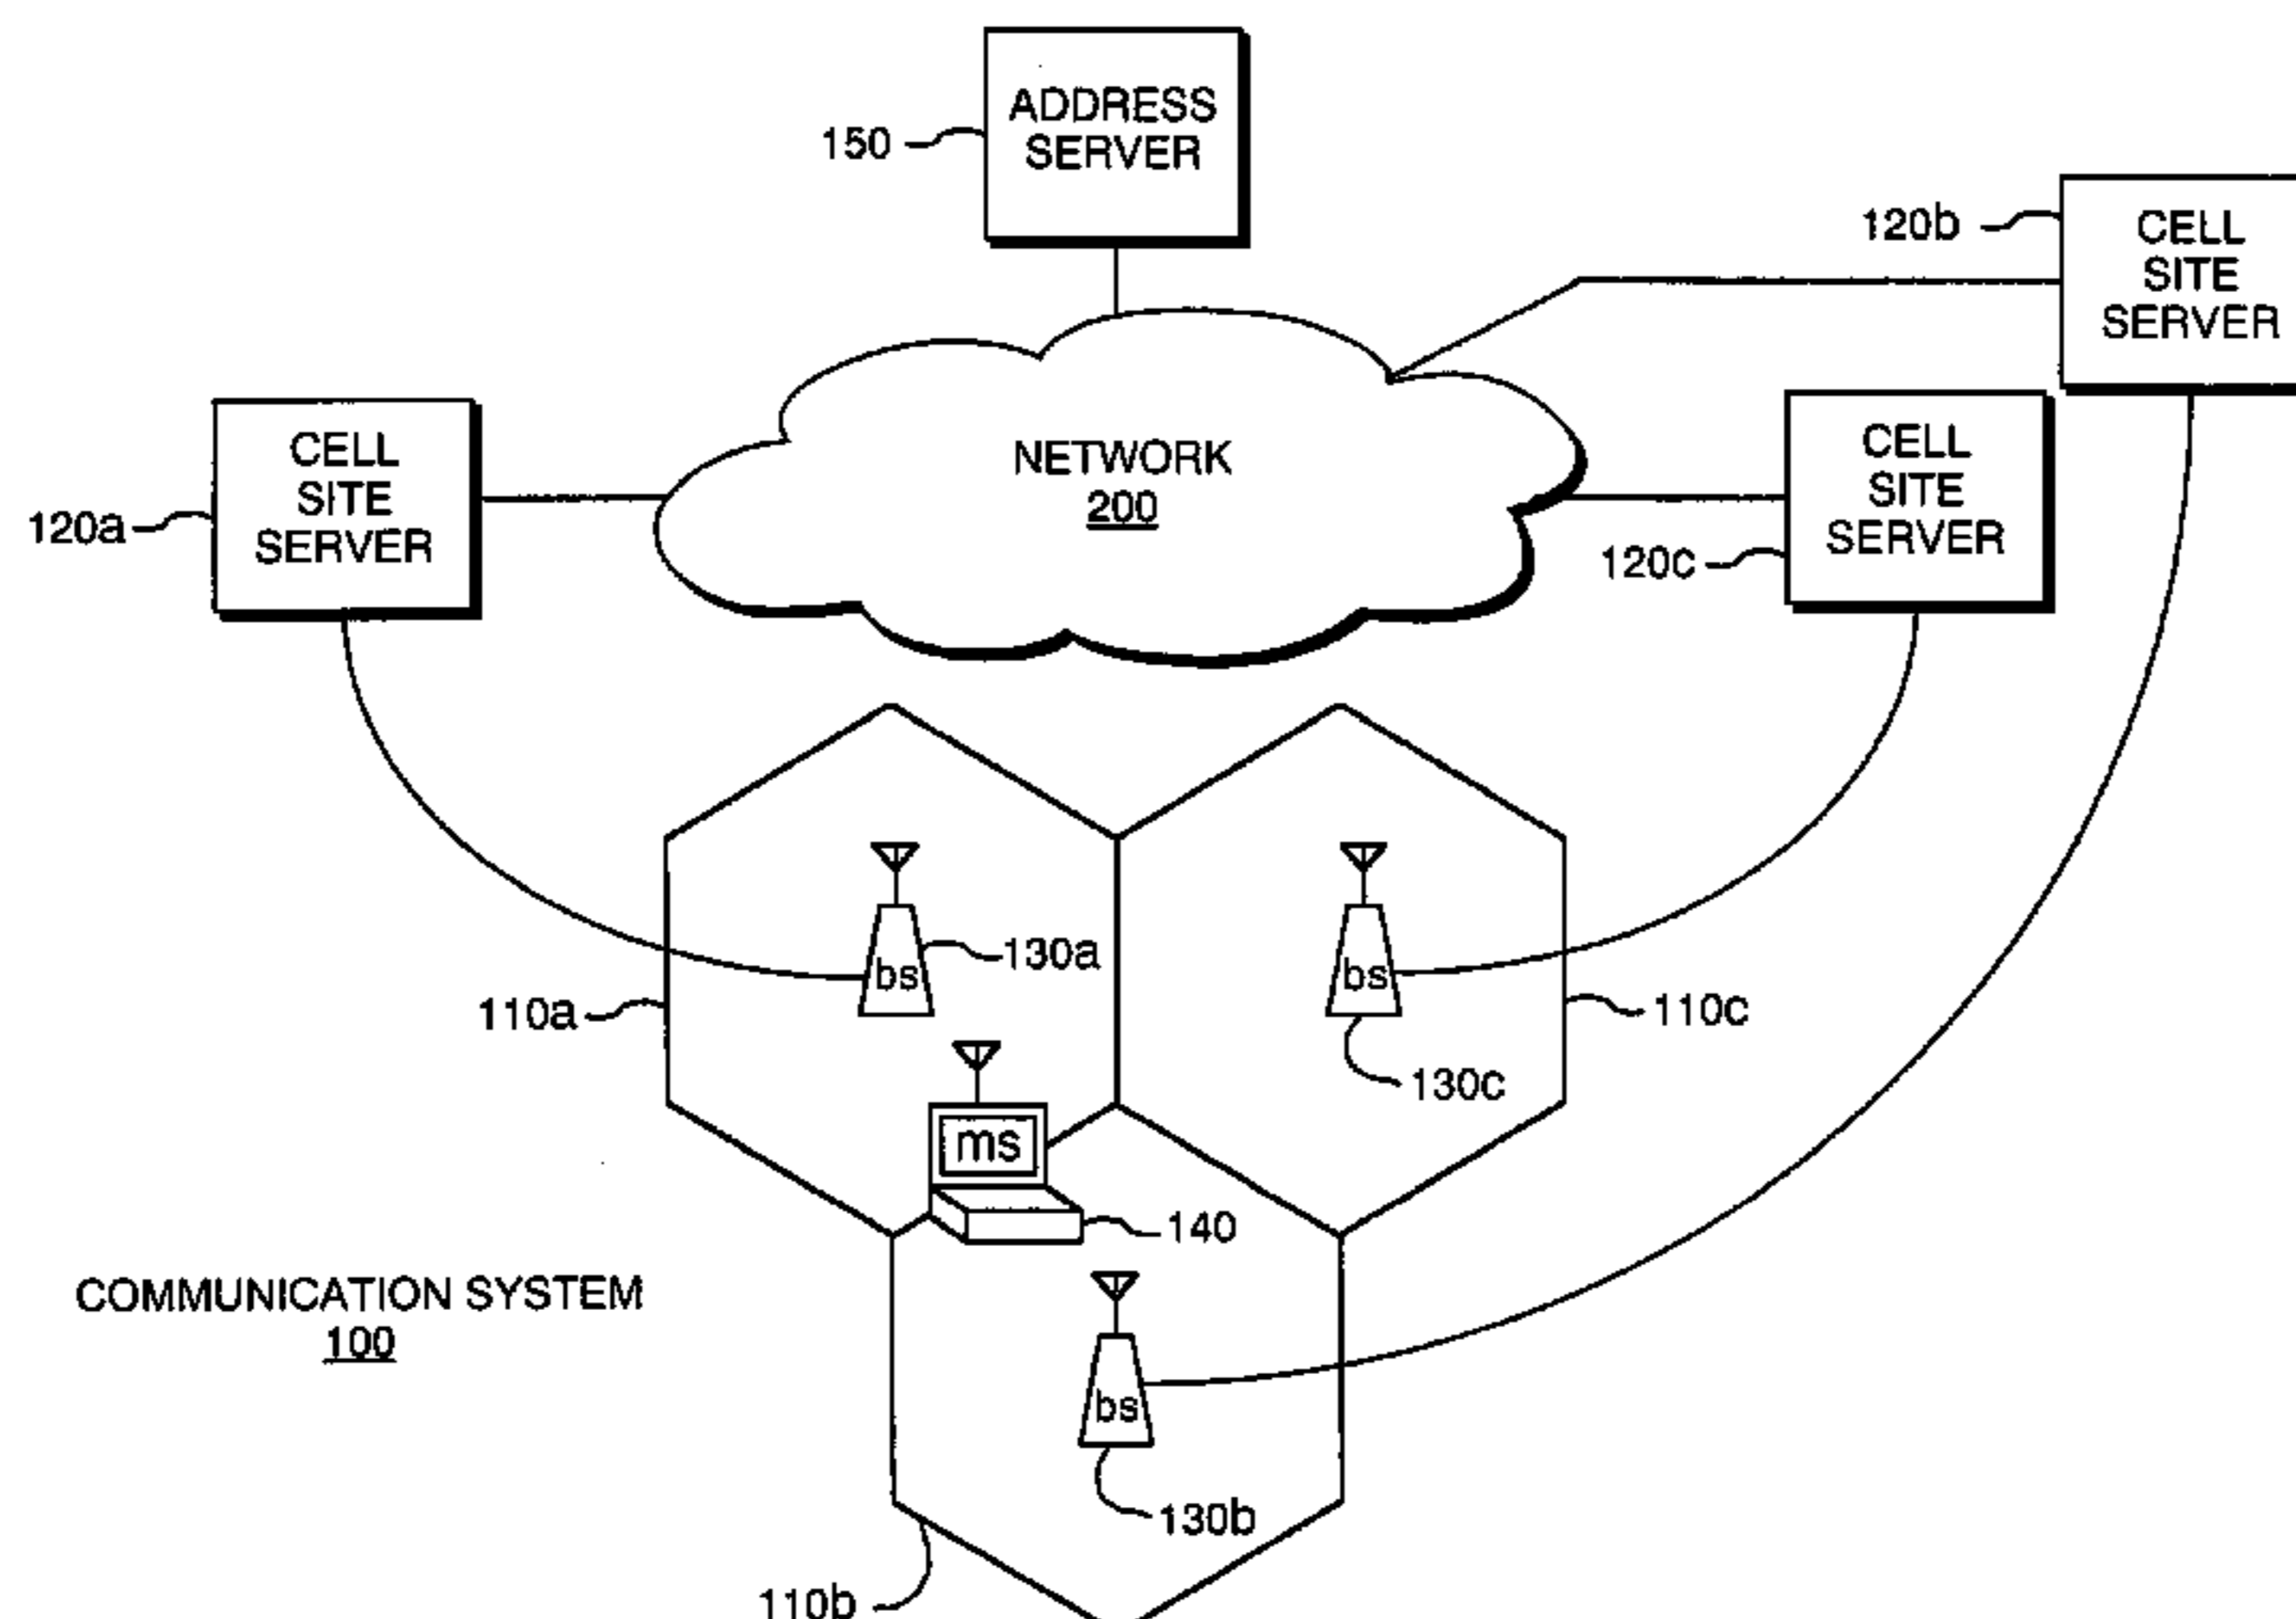 ADDRESS
SERVER
150
120b
CELL
SITE
SERVER
CELL
SITE
SERVER
120a
NETWORK
200
CELL
SITE
SERVER
120c
130a
bs
110a
bs
110c
130c
ms
140
COMMUNICATION SYSTEM
100
bs
130b
110b